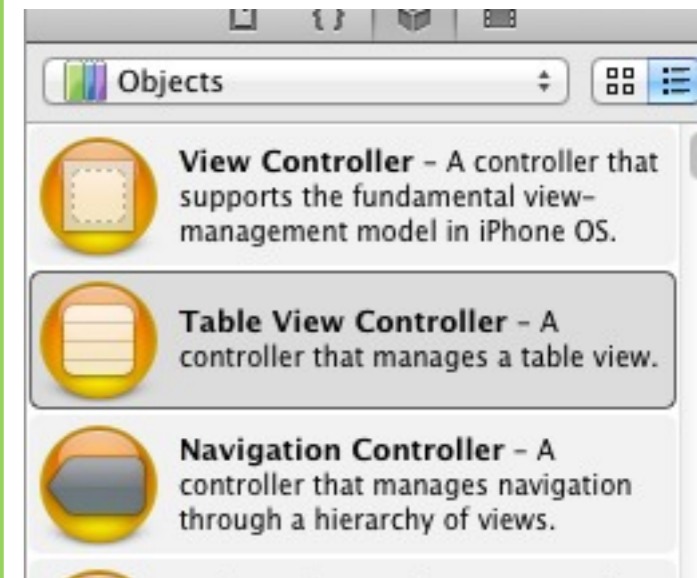 { }
Objects
View Controller – A controller that
supports the fundamental view-
management model in iPhone OS.
Table View Controller – A
controller that manages a table view.
Navigation Controller – A
controller that manages navigation
through a hierarchy of views.